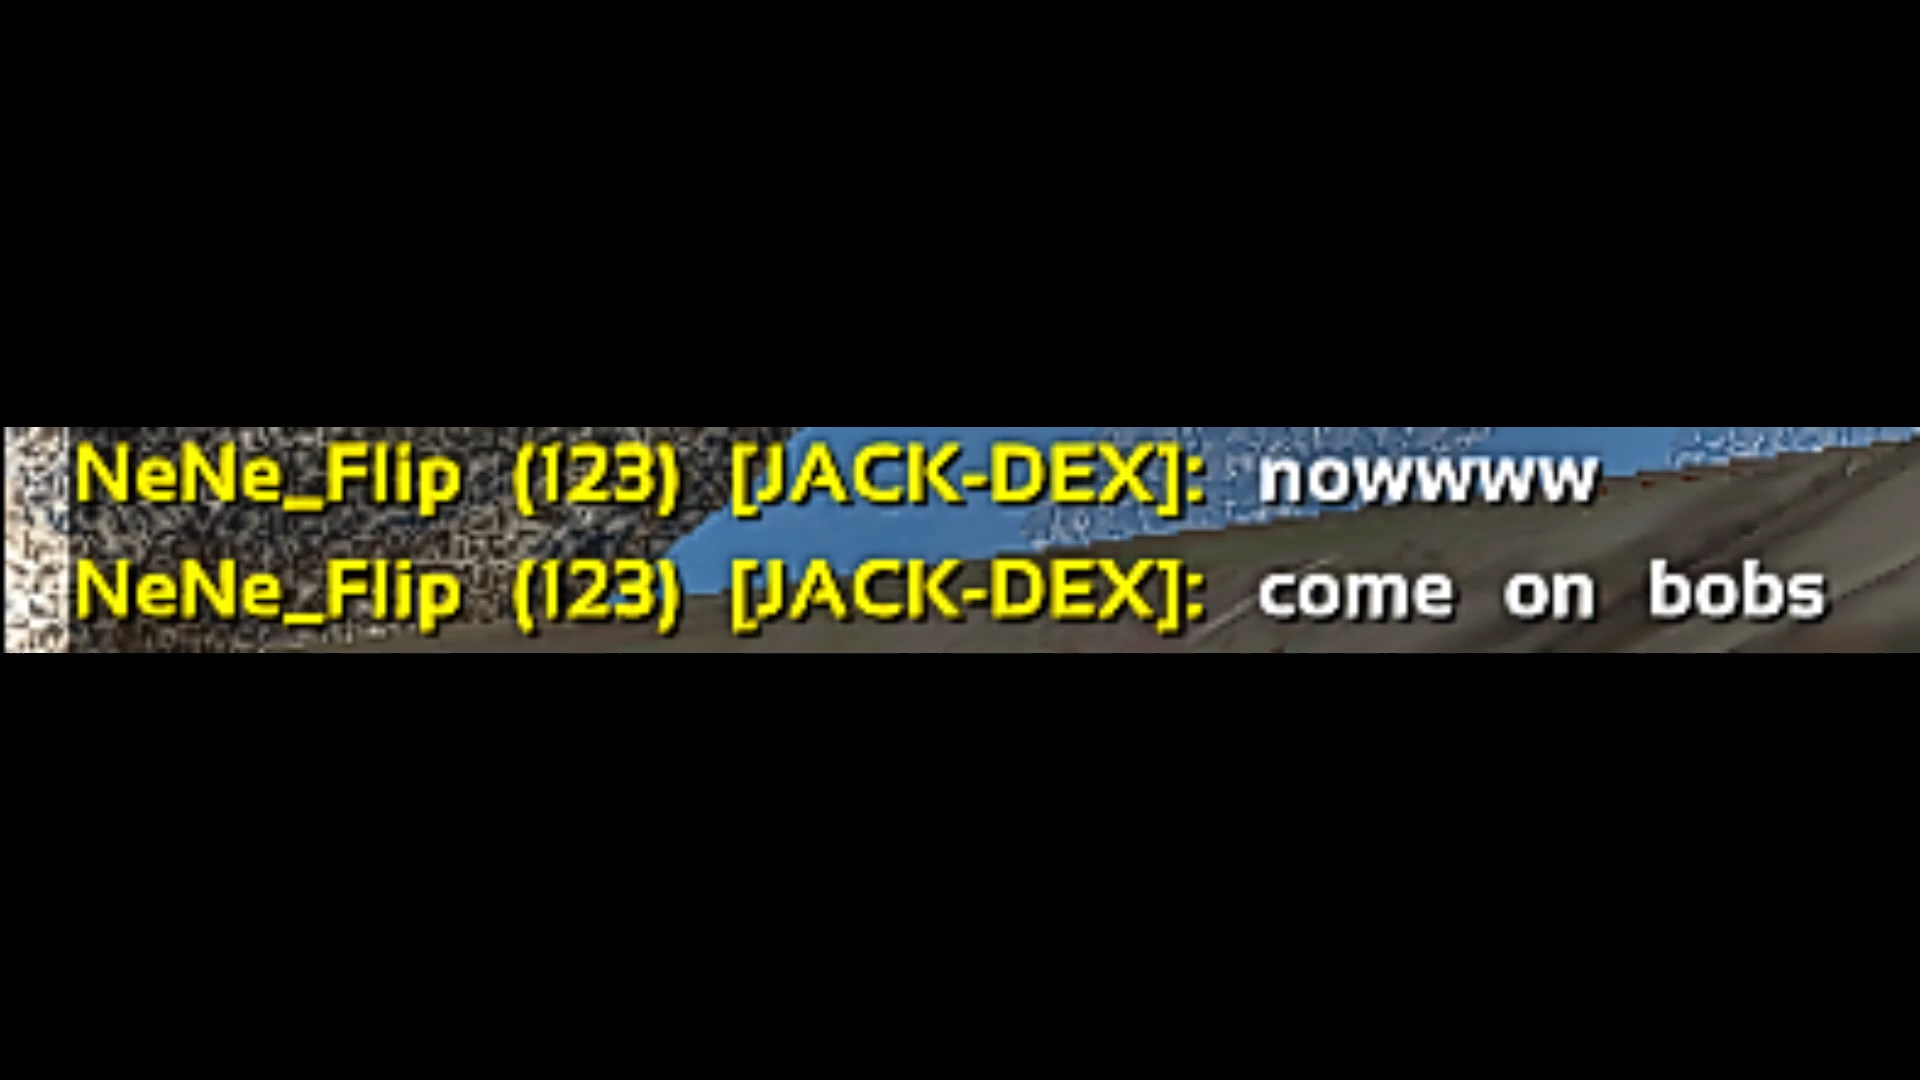 NeNe_Flip (123) [JACK-DEX]: nowwww
NeNe_Flip (123) [JACK-DEX]: come on bobs